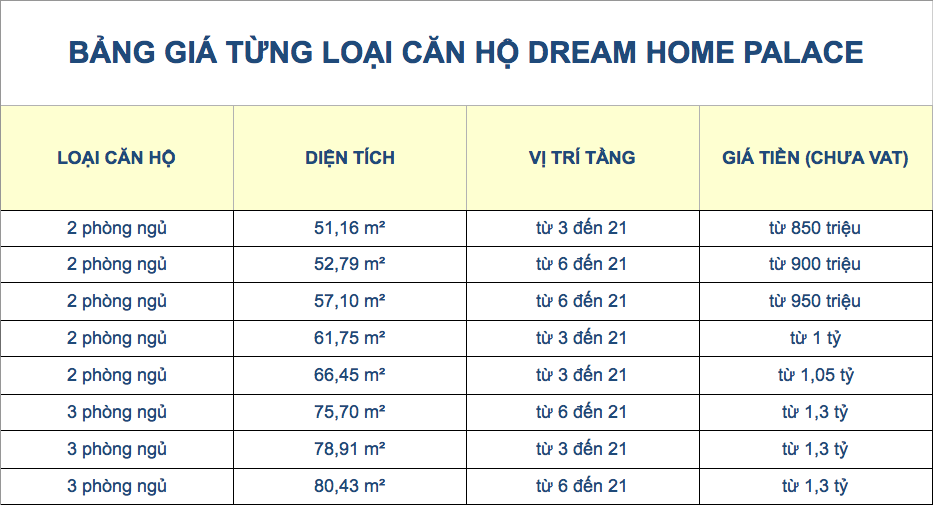 BẢNG GIÁ TỪNG LOẠI CĂN HỘ DREAM HOME PALACE
LOẠI CĂN HỘ DIỆN TÍCH VỊ TRÍ TẦNG GIÁ TIỀN (CHƯA VAT)
2 phòng ngủ 51,16 m² từ 3 đến 21 từ 850 triệu
2 phòng ngủ 52,79 m² từ 6 đến 21 từ 900 triệu
2 phòng ngủ 57,10 m² từ 6 đến 21 từ 950 triệu
2 phòng ngủ 61,75 m² từ 3 đến 21 từ 1 tỷ
2 phòng ngủ 66,45 m² từ 3 đến 21 từ 1,05 tỷ
3 phòng ngủ 75,70 m² từ 6 đến 21 từ 1,3 tỷ
3 phòng ngủ 78,91 m² từ 3 đến 21 từ 1,3 tỷ
3 phòng ngủ 80,43 m² từ 6 đến 21 từ 1,3 tỷ